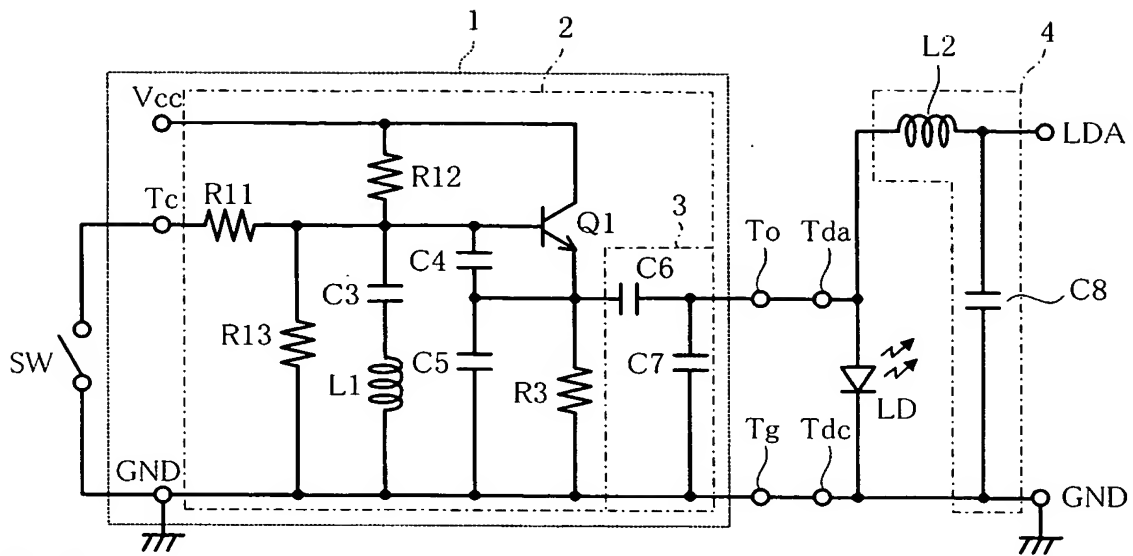 1
2
4
L2
Vcc
LDA
R12
Tc
R11
Q1
3
To
Tda
C4
C6
C3
C8
SW
R13
C5
C7
L1
R3
LD
Tg
Tdc
GND
GND